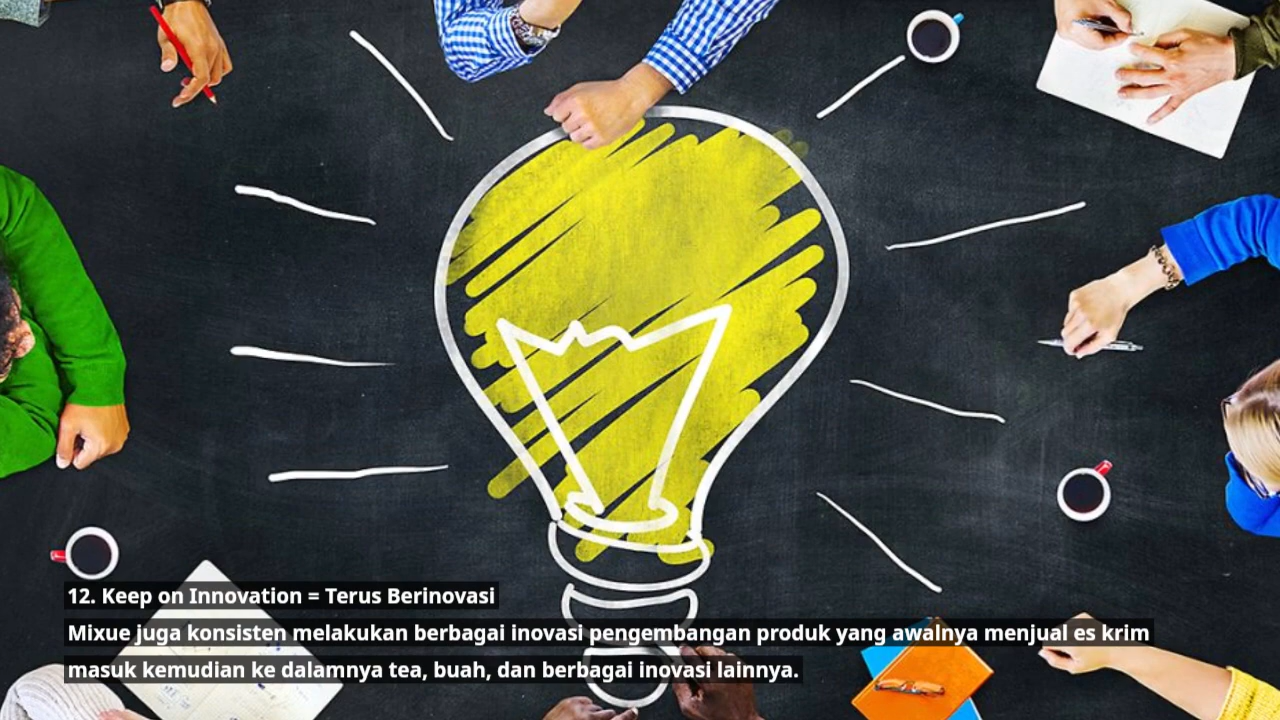 12. Keep on Innovation = Terus Berinovasi
Mixue juga konsisten melakukan berbagai inovasi pengembangan produk yang awalnya menjual es krim
masuk kemudian ke dalamnya tea, buah, dan berbagai inovasi lainnya.